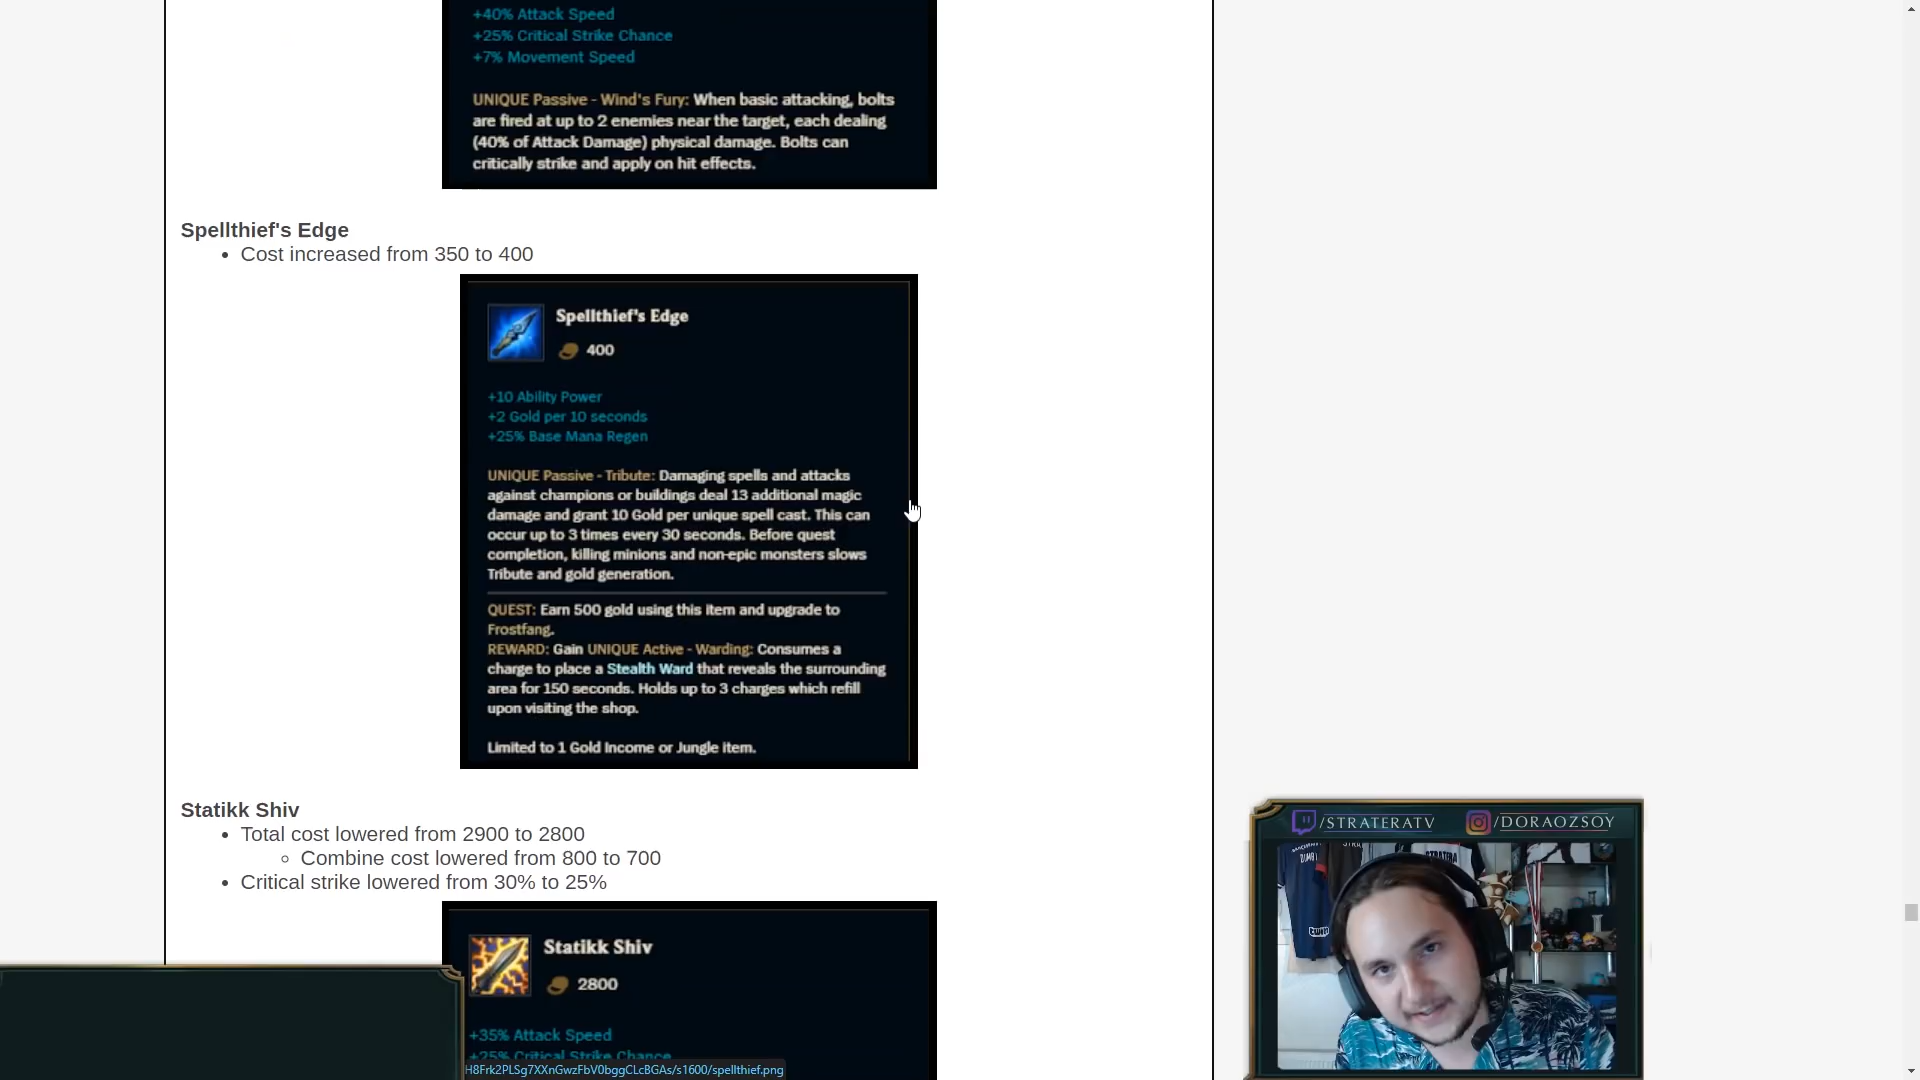 +40% Attack Speed
+25% Critical Strike Chance
+7% Movement Speed
UNIQUE Passive - Wind's Fury: When basic attacking, bolts
are fired at up to 2 enemies near the target, each dealing
(40% of Attack Damage) physical damage. Bolts can
critically strike and apply on hit effects.
Spellthief's Edge
• Cost increased from 350 to 400
Spellthief's Edge
400
+10 Ability Power
+2 Gold per 10 seconds
+25% Base Mana Regen
UNIQUE Passive - Tribute: Damaging spells and attacks
against champions or buildings deal 13 additional magic
damage and grant 10 Gold per unique spell cast. This can
occur up to 3 times every 30 seconds. Before quest
completion, killing minions and non-epic monsters slows
Tribute and gold generation.
QUEST: Earn 500 gold using this item and upgrade to
Frostfang.
REWARD: Gain UNIQUE Active - Warding: Consumes a
charge to place a Stealth Ward that reveals the surrounding
area for 150 seconds. Holds up to 3 charges which refill
upon visiting the shop.
Limited to 1 Gold Income or Jungle item.
Statikk Shiv
• Total cost lowered from 2900 to 2800
◦ Combine cost lowered from 800 to 700
• Critical strike lowered from 30% to 25%
Statikk Shiv
2800
+35% Attack Speed
+25% Critical Strike Chance
H8Frk2PLSg7XXnGwzFbV0bggCLcBGAs/s1600/spellthief.png
/STRATERATV
/DORAOZSOY